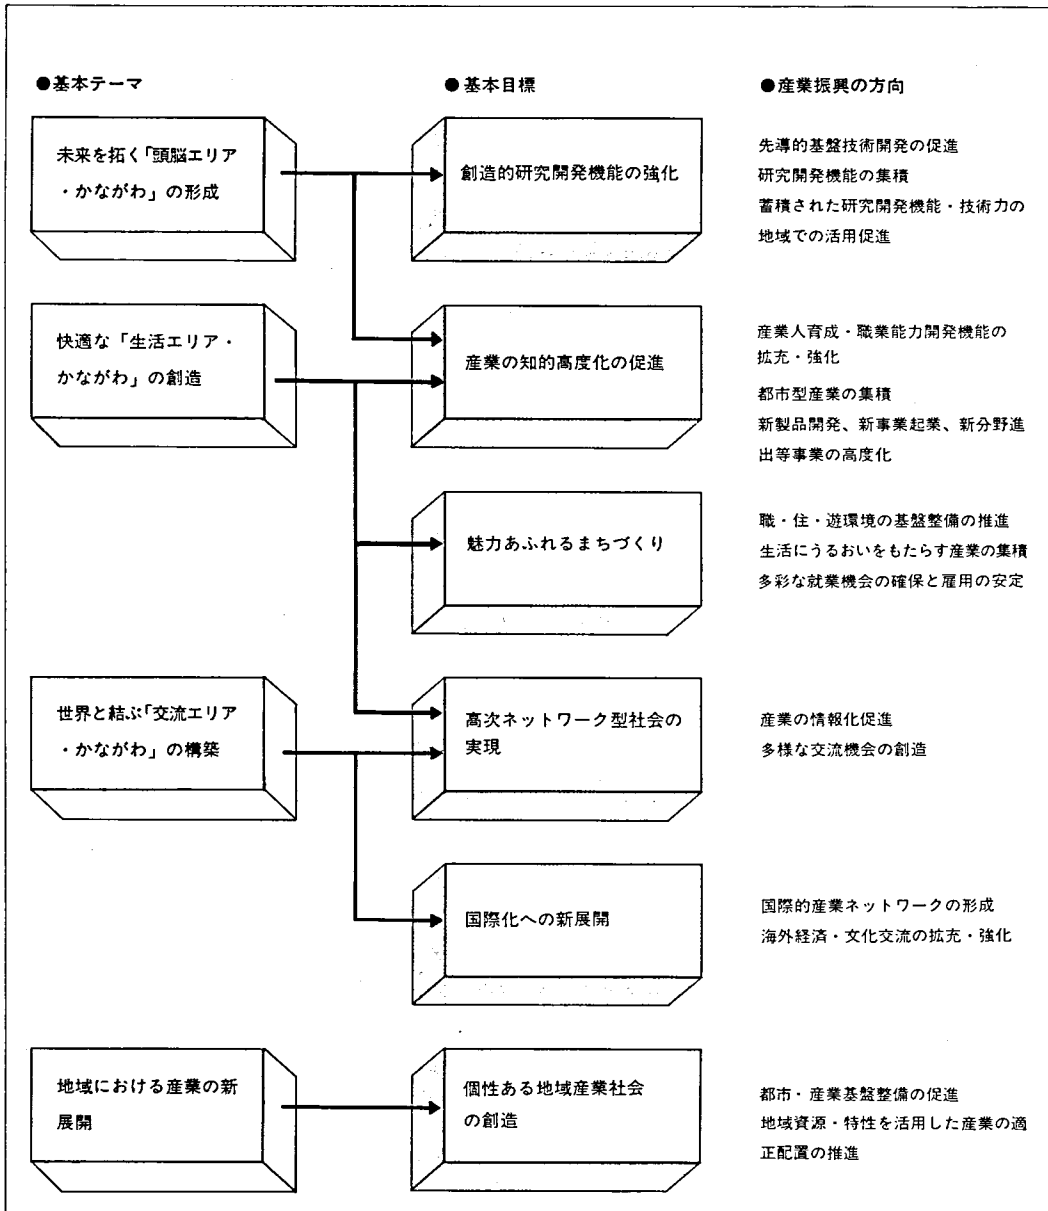 ●基本テーマ
●基本目標
●産業振興の方向
未来を拓く「頭脳エリア
・かながわ」の形成
創造的研究開発機能の強化
先導的基盤技術開発の促進
研究開発機能の集積
蓄積された研究開発機能・技術力の
地域での活用促進
快適な「生活エリア・
かながわ」の創造
産業の知的高度化の促進
産業人育成・職業能力開発機能の
拡充・強化
都市型産業の集積
新製品開発、新事業起業、新分野進
出等事業の高度化
魅力あふれるまちづくり
職・住・遊環境の基盤整備の推進
生活にうるおいをもたらす産業の集積
多彩な就業機会の確保と雇用の安定
世界と結ぶ「交流エリア
・かながわ」の構築
高次ネットワーク型社会の
実現
産業の情報化促進
多様な交流機会の創造
国際化への新展開
国際的産業ネットワークの形成
海外経済・文化交流の拡充・強化
地域における産業の新
展開
個性ある地域産業社会
の創造
都市・産業基盤整備の促進
地域資源・特性を活用した産業の適
正配置の推進